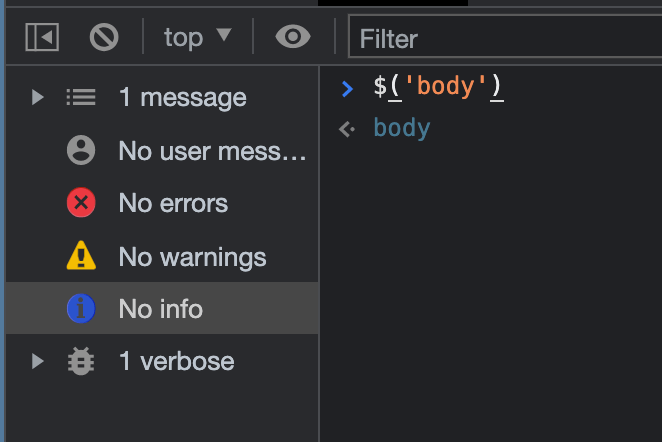 top
Filter
1 message
No user mess…
No errors
No warnings
No info
1 verbose
$('body')
body